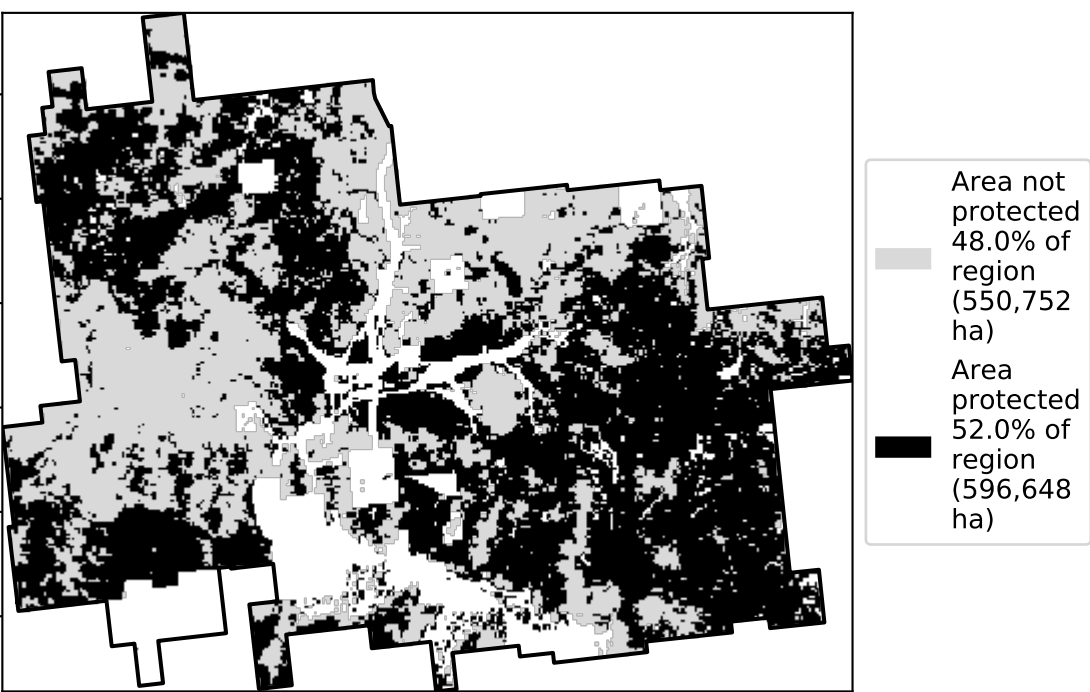 Area not
protected
48.0% of
region
(550,752
ha)
Area
protected
52.0% of
region
(596,648
ha)